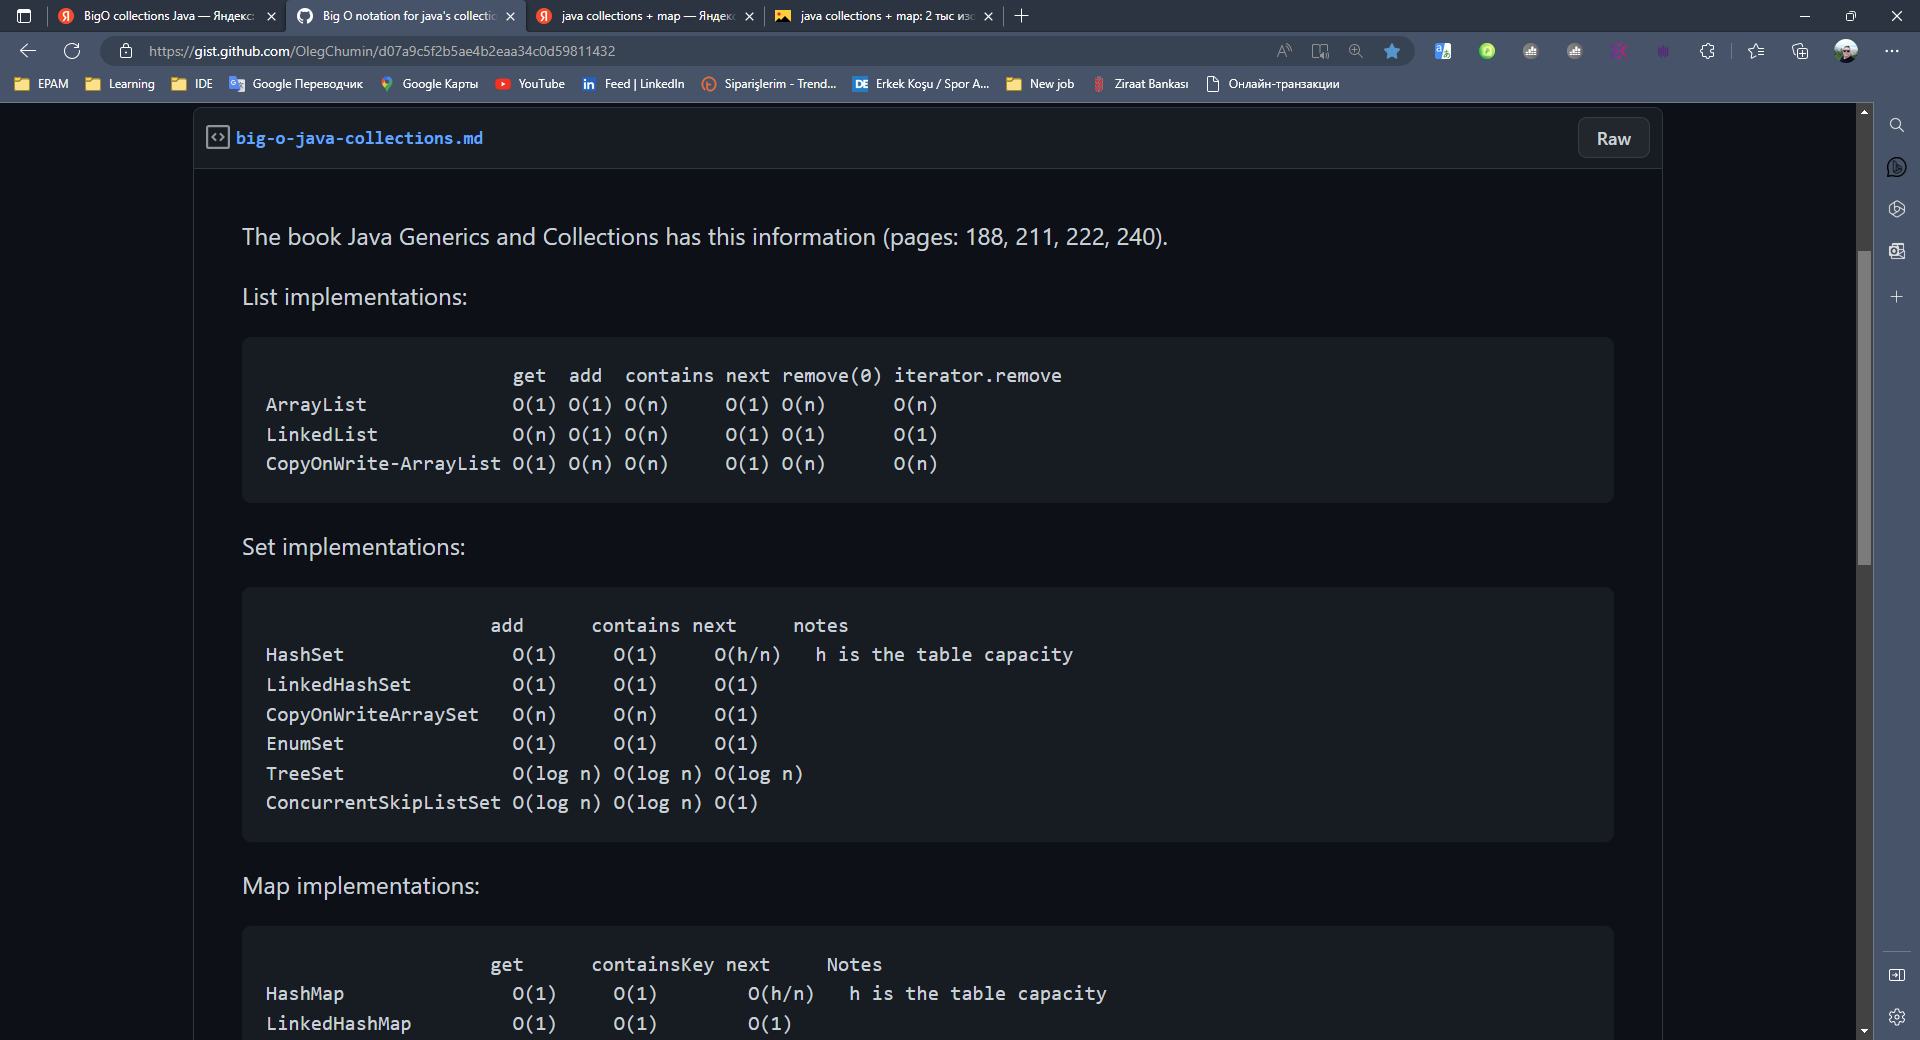 BigO collections Java — Яндекс:
Big O notation for java's collectic
java collections + map — Яндек
java collections + map: 2 тыс изс
https://gist.github.com/OlegChumin/d07a9c5f2b5ae4b2eaa34c0d59811432
EPAM Learning IDE Google Переводчик Google Карты YouTube Feed | LinkedIn Siparişlerim - Trend... DE Erkek Koşu / Spor A... New job Ziraat Bankası Онлайн-транзакции
big-o-java-collections.md
Raw
The book Java Generics and Collections has this information (pages: 188, 211, 222, 240).
List implementations:
get add contains next remove(0) iterator.remove
ArrayList O(1) O(1) O(n) O(1) O(n) O(n)
LinkedList O(n) O(1) O(n) O(1) O(1) O(1)
CopyOnWrite-ArrayList O(1) O(n) O(n) O(1) O(n) O(n)
Set implementations:
add contains next notes
HashSet O(1) O(1) O(h/n) h is the table capacity
LinkedHashSet O(1) O(1) O(1)
CopyOnWriteArraySet O(n) O(n) O(1)
EnumSet O(1) O(1) O(1)
TreeSet O(log n) O(log n) O(log n)
ConcurrentSkipListSet O(log n) O(log n) O(1)
Map implementations:
get containsKey next Notes
HashMap O(1) O(1) O(h/n) h is the table capacity
LinkedHashMap O(1) O(1) O(1)